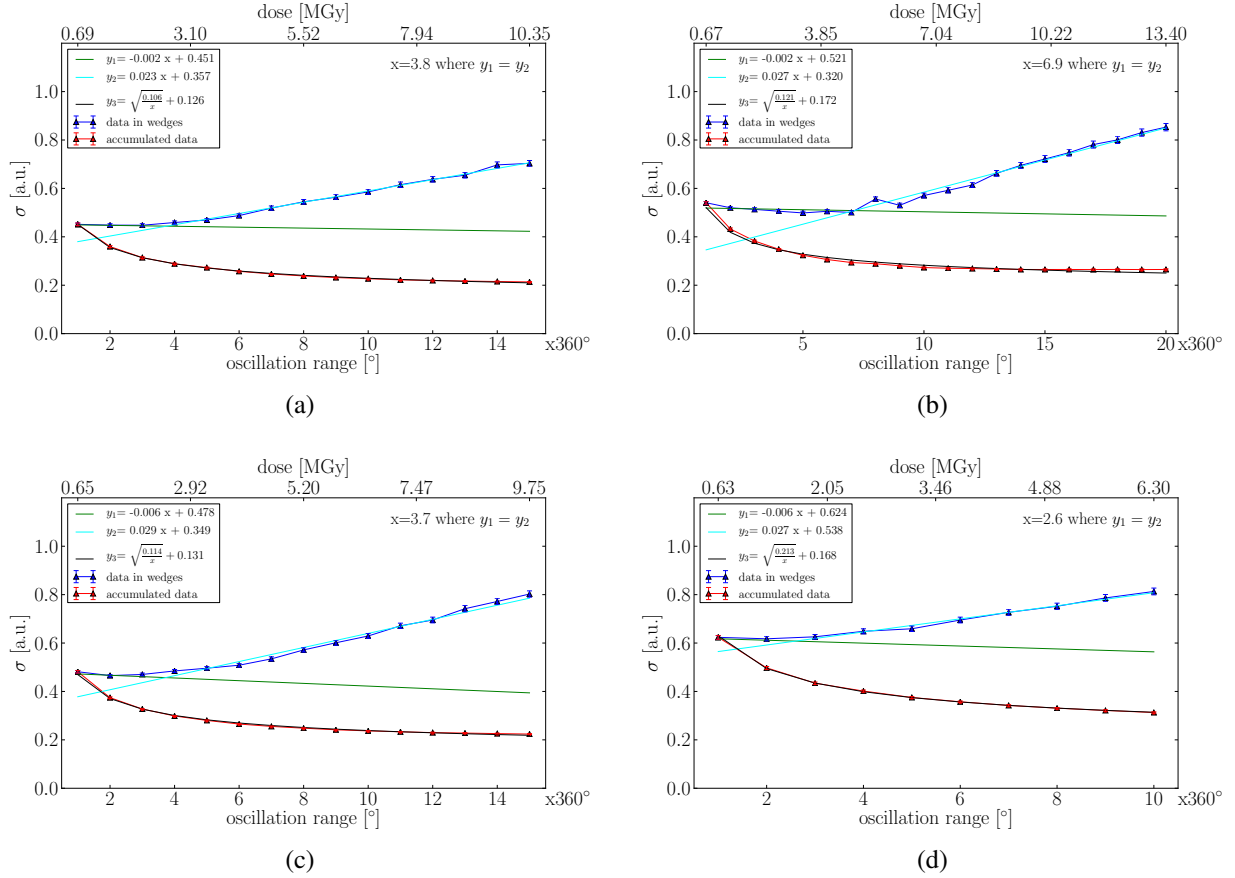 dose [MGy]
0.69 3.10 5.52 7.94 10.35
y₁= -0.002 x + 0.451
y₂= 0.023 x + 0.357
y₃= √(0.106/x) + 0.126
data in wedges
accumulated data
x=3.8 where y₁ = y₂
σ [a.u.]
1.0
0.8
0.6
0.4
0.2
0.0
2 4 6 8 10 12 14 x360°
oscillation range [°]
(a)
dose [MGy]
0.67 3.85 7.04 10.22 13.40
y₁= -0.002 x + 0.521
y₂= 0.027 x + 0.320
y₃= √(0.121/x) + 0.172
data in wedges
accumulated data
x=6.9 where y₁ = y₂
σ [a.u.]
1.0
0.8
0.6
0.4
0.2
0.0
5 10 15 20 x360°
oscillation range [°]
(b)
dose [MGy]
0.65 2.92 5.20 7.47 9.75
y₁= -0.006 x + 0.478
y₂= 0.029 x + 0.349
y₃= √(0.114/x) + 0.131
data in wedges
accumulated data
x=3.7 where y₁ = y₂
σ [a.u.]
1.0
0.8
0.6
0.4
0.2
0.0
2 4 6 8 10 12 14 x360°
oscillation range [°]
(c)
dose [MGy]
0.63 2.05 3.46 4.88 6.30
y₁= -0.006 x + 0.624
y₂= 0.027 x + 0.538
y₃= √(0.213/x) + 0.168
data in wedges
accumulated data
x=2.6 where y₁ = y₂
σ [a.u.]
1.0
0.8
0.6
0.4
0.2
0.0
2 4 6 8 10 x360°
oscillation range [°]
(d)